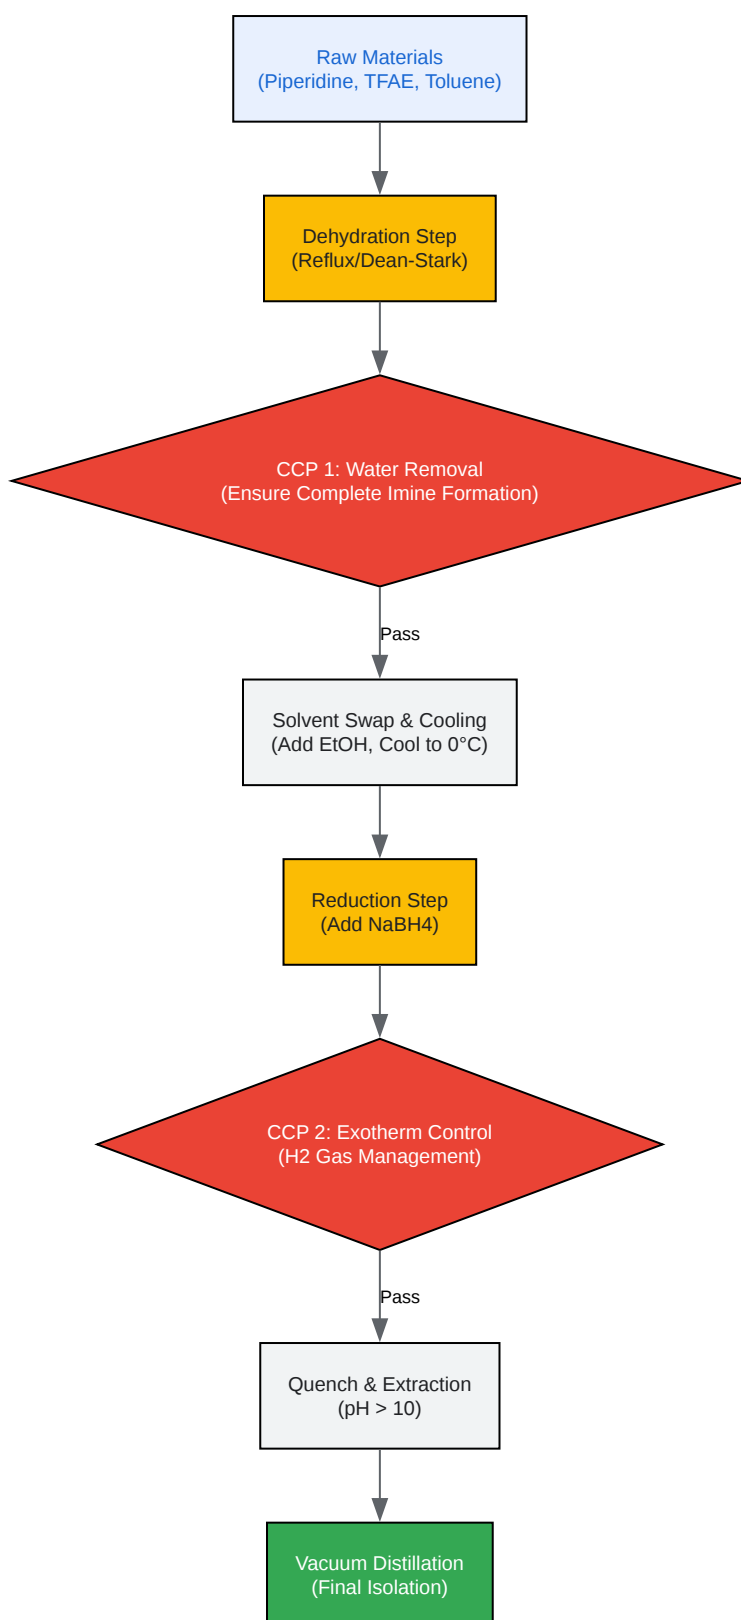 Raw Materials
(Piperidine, TFAE, Toluene)
Dehydration Step
(Reflux/Dean-Stark)
CCP 1: Water Removal
(Ensure Complete Imine Formation)
Pass
Solvent Swap & Cooling
(Add EtOH, Cool to 0°C)
Reduction Step
(Add NaBH4)
CCP 2: Exotherm Control
(H2 Gas Management)
Pass
Quench & Extraction
(pH > 10)
Vacuum Distillation
(Final Isolation)